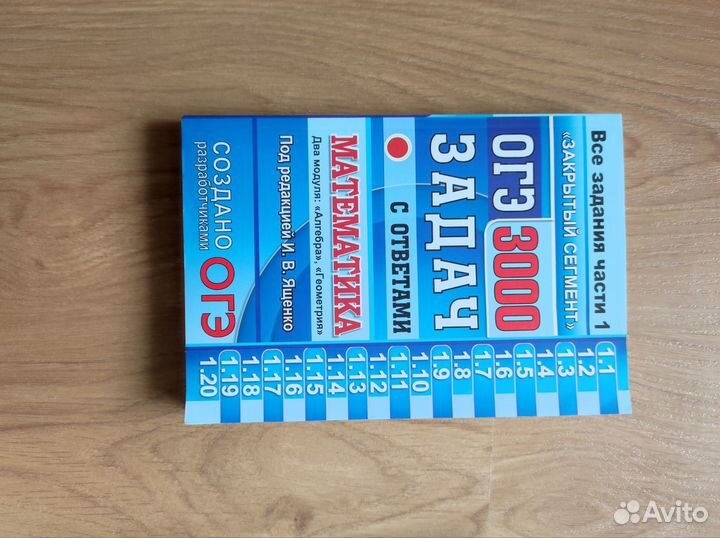 Все задания части 1
«ЗАКРЫТЫЙ СЕГМЕНТ»
ОГЭ 3000
ЗАДАЧ
С ОТВЕТАМИ
МАТЕМАТИКА
Два модуля: «Алгебра», «Геометрия»
Под редакцией И. В. Ященко
СОЗДАНО
разработчиками
ОГЭ
1.1
1.2
1.3
1.4
1.5
1.6
1.7
1.8
1.9
1.10
1.11
1.12
1.13
1.14
1.15
1.16
1.17
1.18
1.19
1.20
Avito